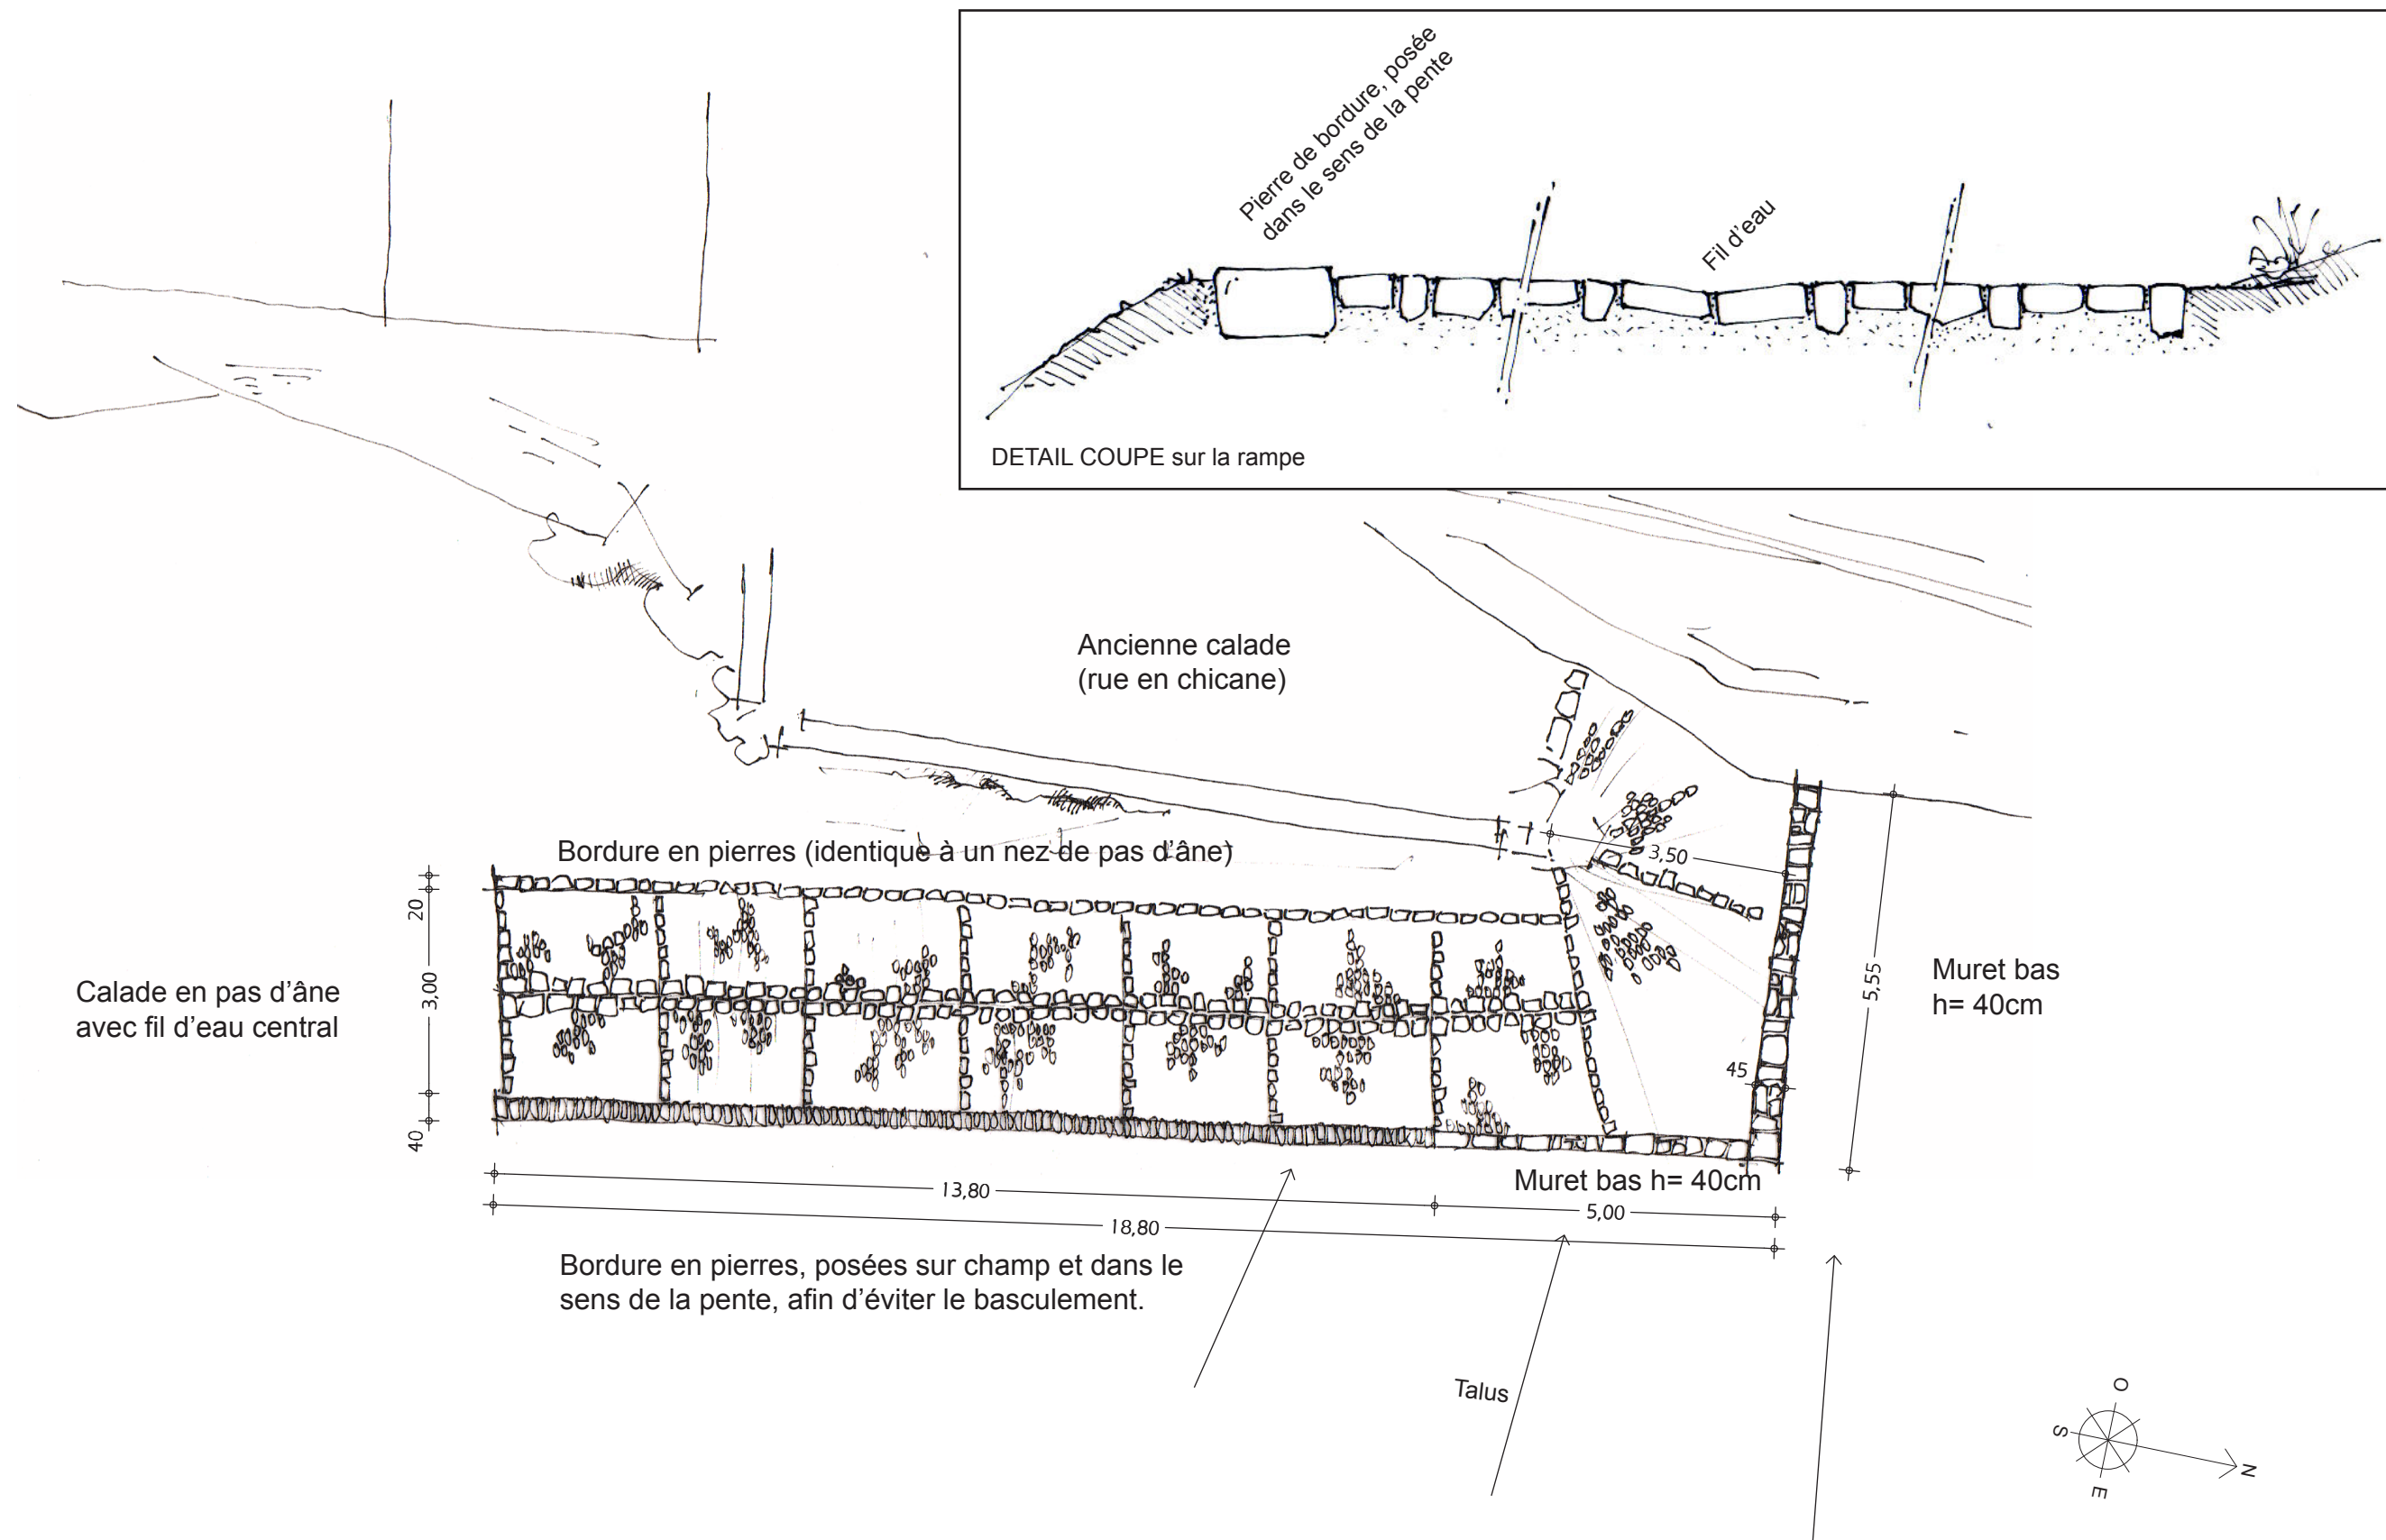 Pierre de bordure, posée
dans le sens de la pente
Fil d'eau
DETAIL COUPE sur la rampe
Ancienne calade
(rue en chicane)
Bordure en pierres (identique à un nez de pas d'âne)
3,50
20
3,00
40
Calade en pas d'âne
avec fil d'eau central
5,55
Muret bas
h= 40cm
45
Muret bas h= 40cm
13,80
5,00
18,80
Bordure en pierres, posées sur champ et dans le
sens de la pente, afin d'éviter le basculement.
Talus
O
S
N
E